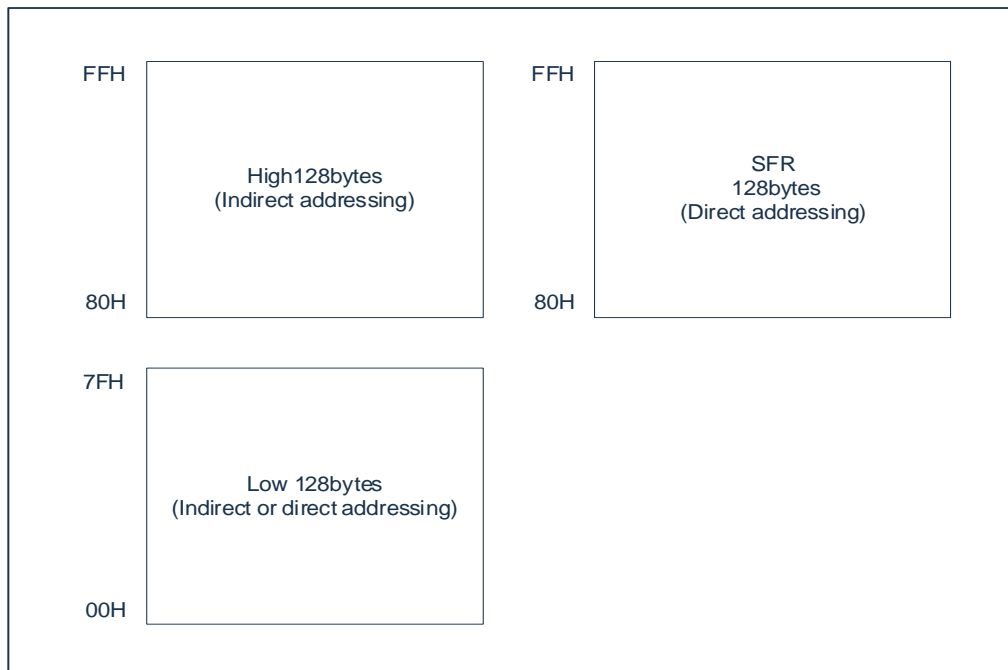 FFH
High128bytes
(Indirect addressing)
80H
FFH
SFR
128bytes
(Direct addressing)
80H
7FH
Low 128bytes
(Indirect or direct addressing)
00H